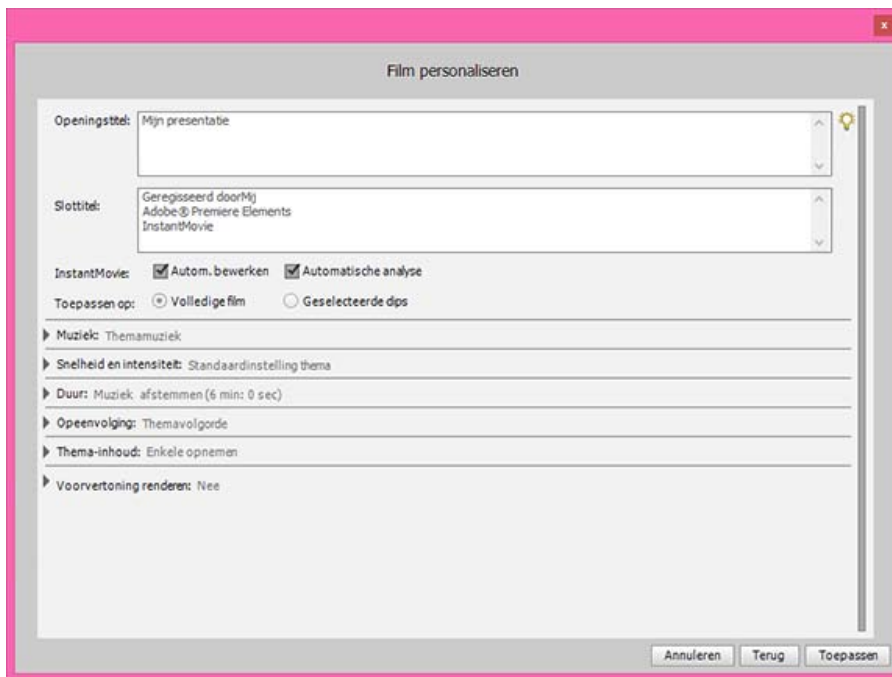 x
Film personaliseren
Openingstitel: Mijn presentatie
Slottitel: Geregisseerd doorMij
Adobe® Premiere Elements
InstantMovie
InstantMovie: Autom. bewerken Automatische analyse
Toepassen op: Volledige film Geselecteerde dips
Muziek: Themamuziek
Snelheid en intensiteit: Standaardinstelling thema
Duur: Muziek afstemmen (6 min: 0 sec)
Opeenvolging: Themavolgorde
Thema-inhoud: Enkele opnemen
Voorvertoning renderen: Nee
Annuleren Terug Toepassen